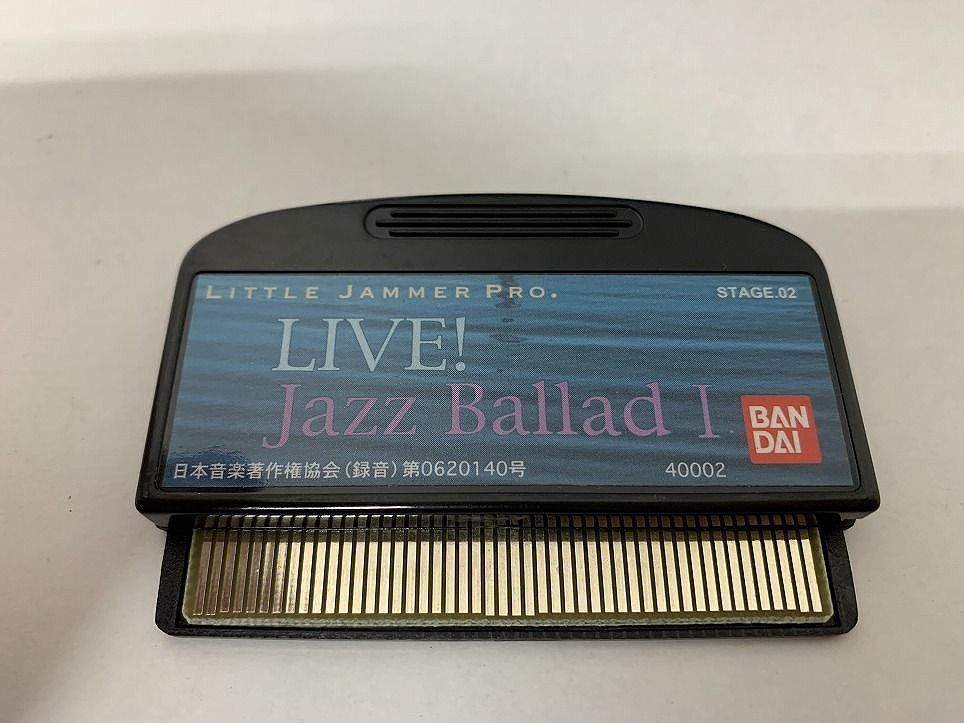 LITTLE JAMMER PRO.
STAGE.02
LIVE!
Jazz Ballad I
BAN
DAI
日本音楽著作権協会(録音)第0620140号
40002